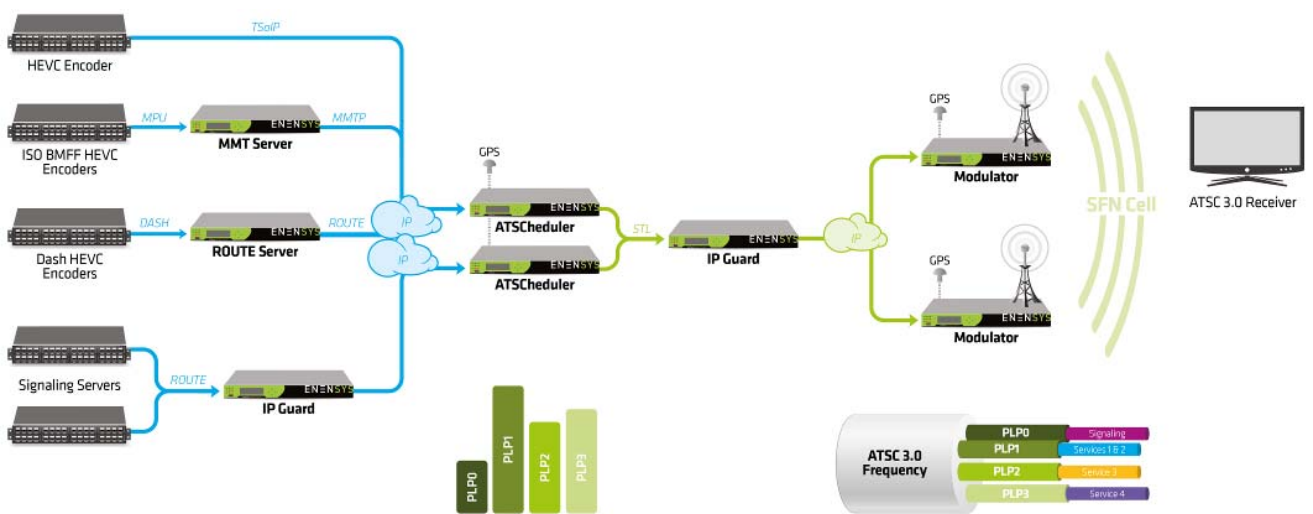 TSoIP
HEVC Encoder
MPU
ENENSYS
MMTP
MMT Server
ISO BMFF HEVC
Encoders
DASH
ENENSYS
ROUTE
ROUTE Server
Dash HEVC
Encoders
Signaling Servers
ROUTE
ENENSYS
IP Guard
IP
IP
GPS
ENENSYS
ATSCheduler
ENENSYS
ATSCheduler
STL
ENENSYS
IP Guard
IP
GPS
ENENSYS
Modulator
GPS
ENENSYS
Modulator
SFN Cell
ATSC 3.0 Receiver
PLP0
PLP1
PLP2
PLP3
ATSC 3.0
Frequency
PLP0 Signaling
PLP1 Services 1 & 2
PLP2 Service 3
PLP3 Service 4